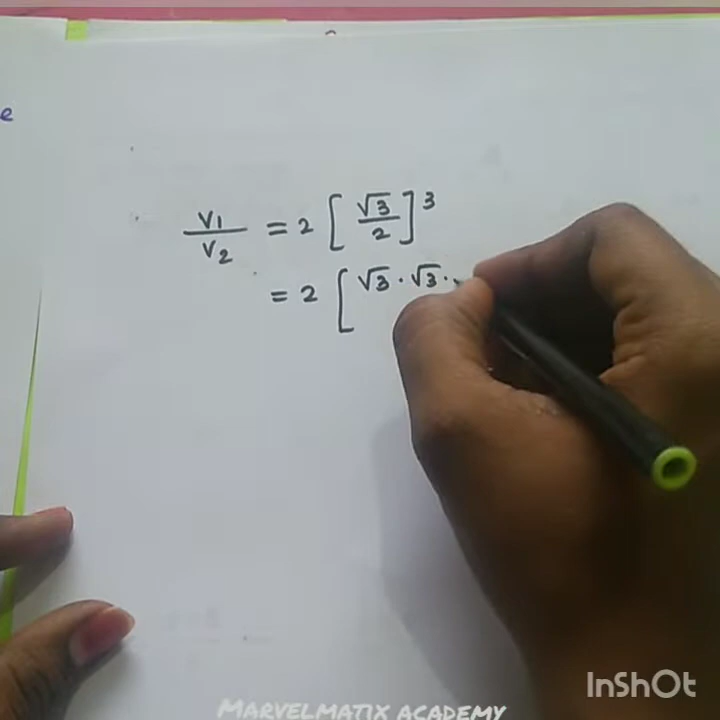 e
V1/V2 = 2 [√3/2]^3
= 2 [√3 · √3 ·
InShOt
MARVELMATIX ACADEMY